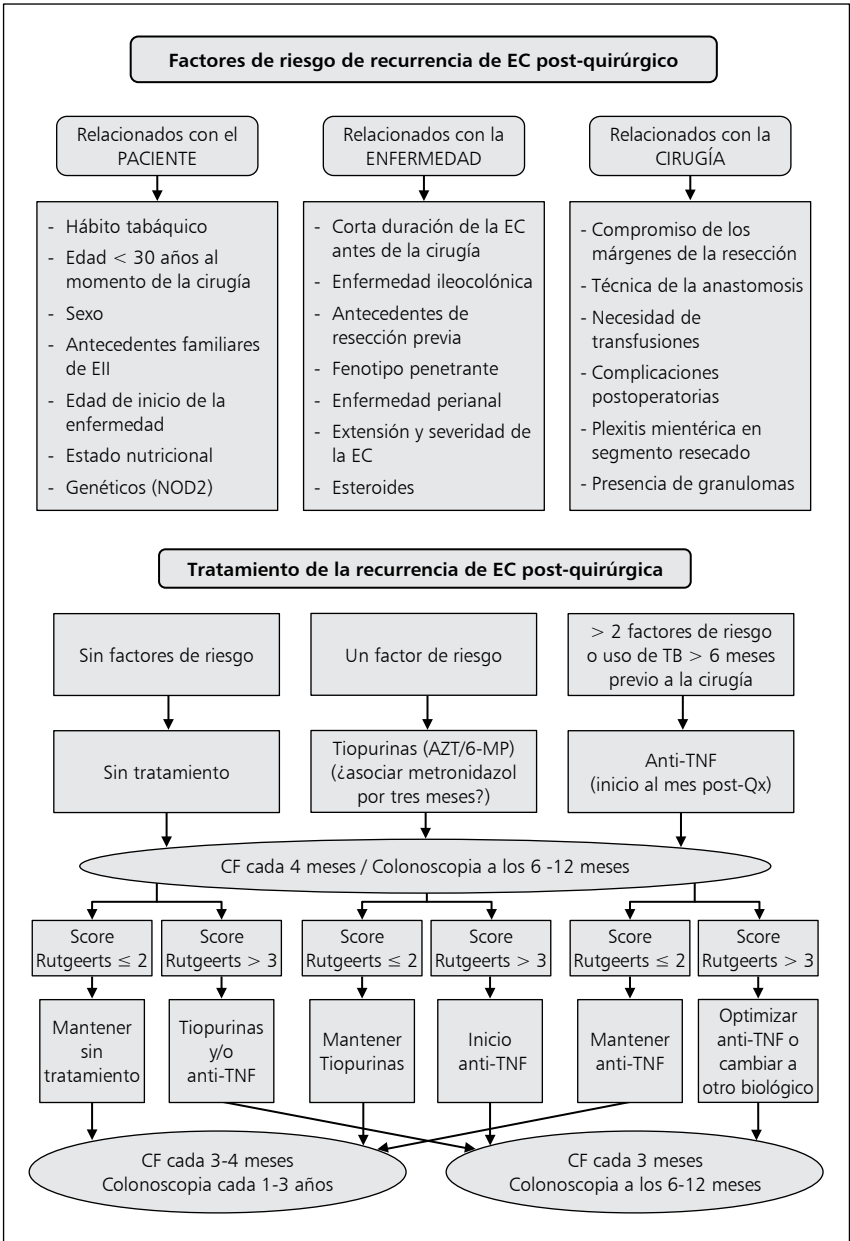 Factores de riesgo de recurrencia de EC post-quirúrgico
Relacionados con el
PACIENTE
Relacionados con la
ENFERMEDAD
Relacionados con la
CIRUGÍA
- Hábito tabáquico
- Edad < 30 años al
momento de la cirugía
- Sexo
- Antecedentes familiares
de EII
- Edad de inicio de la
enfermedad
- Estado nutricional
- Genéticos (NOD2)
- Corta duración de la EC
antes de la cirugía
- Enfermedad ileocolónica
- Antecedentes de
resección previa
- Fenotipo penetrante
- Enfermedad perianal
- Extensión y severidad de
la EC
- Esteroides
- Compromiso de los
márgenes de la resección
- Técnica de la anastomosis
- Necesidad de
transfusiones
- Complicaciones
postoperatorias
- Plexitis mientérica en
segmento resecado
- Presencia de granulomas
Tratamiento de la recurrencia de EC post-quirúrgica
Sin factores de riesgo
Un factor de riesgo
> 2 factores de riesgo
o uso de TB > 6 meses
previo a la cirugía
Sin tratamiento
Tiopurinas (AZT/6-MP)
(¿asociar metronidazol
por tres meses?)
Anti-TNF
(inicio al mes post-Qx)
CF cada 4 meses / Colonoscopia a los 6 -12 meses
Score
Rutgeerts ≤ 2
Score
Rutgeerts > 3
Score
Rutgeerts ≤ 2
Score
Rutgeerts > 3
Score
Rutgeerts ≤ 2
Score
Rutgeerts > 3
Mantener
sin
tratamiento
Tiopurinas
y/o
anti-TNF
Mantener
Tiopurinas
Inicio
anti-TNF
Mantener
anti-TNF
Optimizar
anti-TNF o
cambiar a
otro biológico
CF cada 3-4 meses
Colonoscopia cada 1-3 años
CF cada 3 meses
Colonoscopia a los 6-12 meses